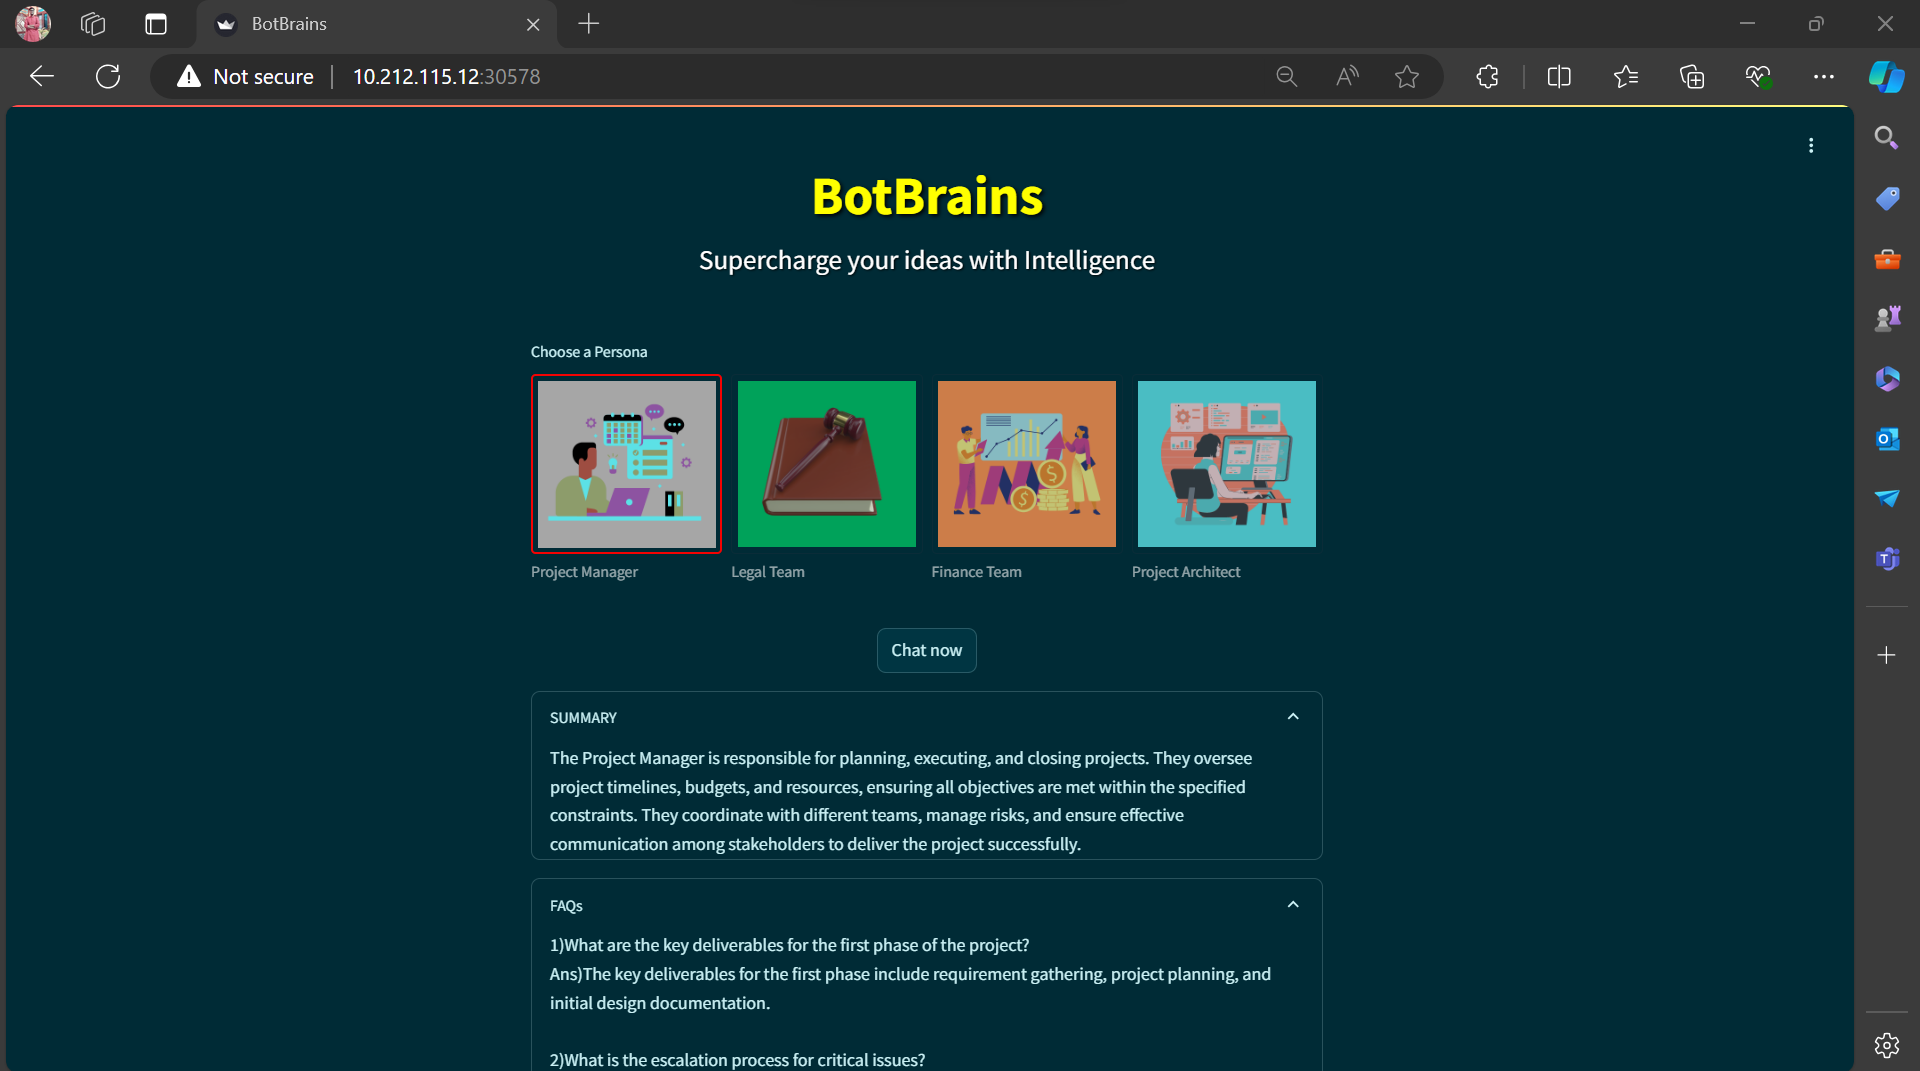 BotBrains
Not secure
10.212.115.12:30578
BotBrains
Supercharge your ideas with Intelligence
Choose a Persona
Project Manager
Legal Team
Finance Team
Project Architect
Chat now
SUMMARY
The Project Manager is responsible for planning, executing, and closing projects. They oversee
project timelines, budgets, and resources, ensuring all objectives are met within the specified
constraints. They coordinate with different teams, manage risks, and ensure effective
communication among stakeholders to deliver the project successfully.
FAQs
1)What are the key deliverables for the first phase of the project?
Ans)The key deliverables for the first phase include requirement gathering, project planning, and
initial design documentation.
2)What is the escalation process for critical issues?